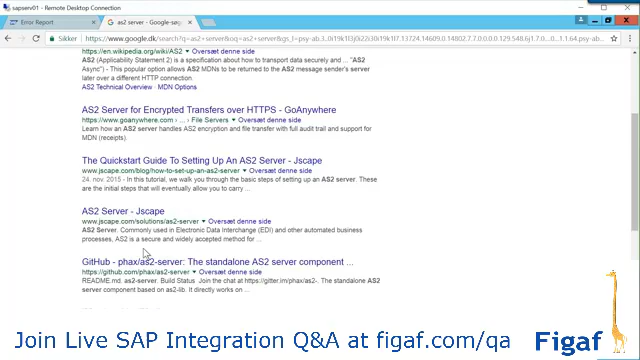 sapserv01 - Remote Desktop Connection
Error Report
as2 server - Google-søg
Sikker
https://www.google.dk/search?q=as2+server&oq=as2+server&gs_l=
https://en.wikipedia.org/wiki/AS2 ▾ Oversæt denne side
AS2 (Applicability Statement 2) is a specification about how to transport data securely and ... "AS2
Async") - This popular option allows AS2 MDNs to be returned to the AS2 message sender's server
later over a different HTTP connection.
AS2 Technical Overview · MDN Options
AS2 Server for Encrypted Transfers over HTTPS - GoAnywhere
https://www.goanywhere.com › ... › File Servers ▾ Oversæt denne side
Learn how an AS2 server handles AS2 encryption and file transfer with full audit trail and support for
MDN (receipts).
The Quickstart Guide To Setting Up An AS2 Server - Jscape
www.jscape.com/blog/how-to-set-up-an-as2-server ▾ Oversæt denne side
24. nov. 2015 - In this tutorial, we walk you through the basic steps of setting up an AS2 server. These
are the initial steps that will eventually allow you to carry ...
AS2 Server - Jscape
www.jscape.com/solutions/as2-server ▾ Oversæt denne side
AS2 Server. Commonly used in Electronic Data Interchange (EDI) and other automated business
processes, AS2 is a secure and widely accepted method for ...
GitHub - phax/as2-server: The standalone AS2 server component ...
https://github.com/phax/as2-server ▾ Oversæt denne side
README.md. as2-server. Build Status  Join the chat at https://gitter.im/phax/as2-. The standalone AS2
server component based on as2-lib. It directly works on ...
Join Live SAP Integration Q&A at figaf.com/qa
Figaf